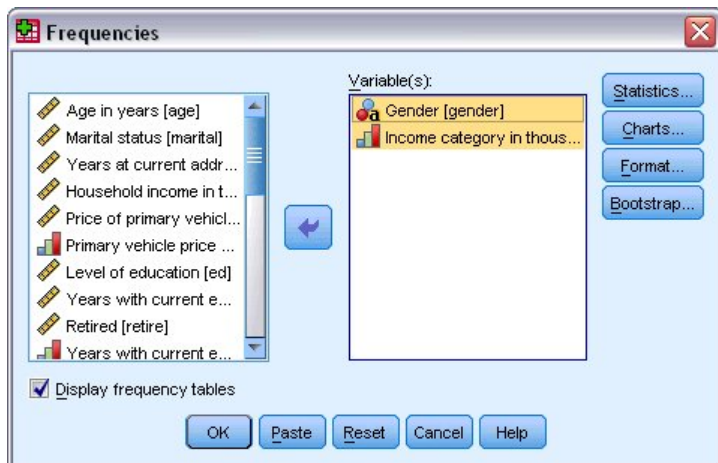 Frequencies
Age in years [age]
Marital status [marital]
Years at current addr...
Household income in t...
Price of primary vehicl...
Primary vehicle price ...
Level of education [ed]
Years with current e...
Retired [retire]
Years with current e...
Variable(s):
Gender [gender]
Income category in thous...
Statistics...
Charts...
Format...
Bootstrap...
Display frequency tables
OK
Paste
Reset
Cancel
Help